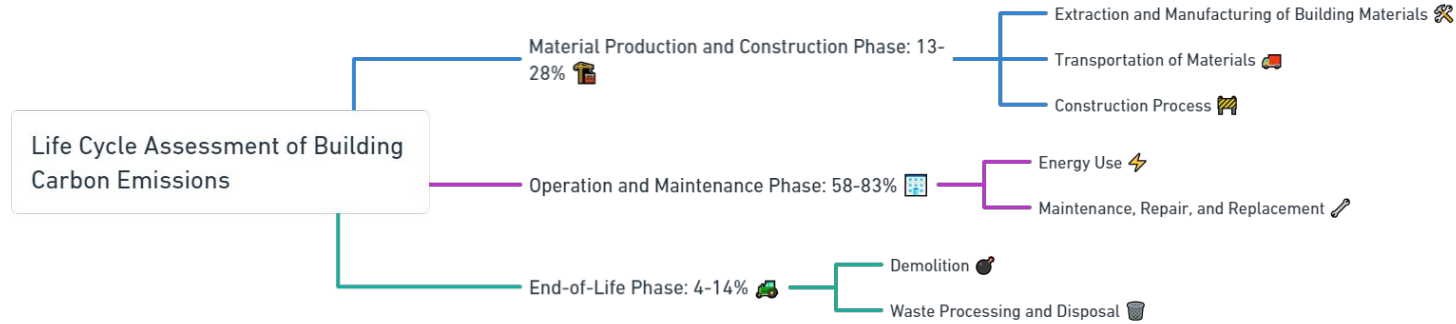 Life Cycle Assessment of Building
Carbon Emissions
Material Production and Construction Phase: 13-
28%
Extraction and Manufacturing of Building Materials
Transportation of Materials
Construction Process
Operation and Maintenance Phase: 58-83%
Energy Use
Maintenance, Repair, and Replacement
End-of-Life Phase: 4-14%
Demolition
Waste Processing and Disposal